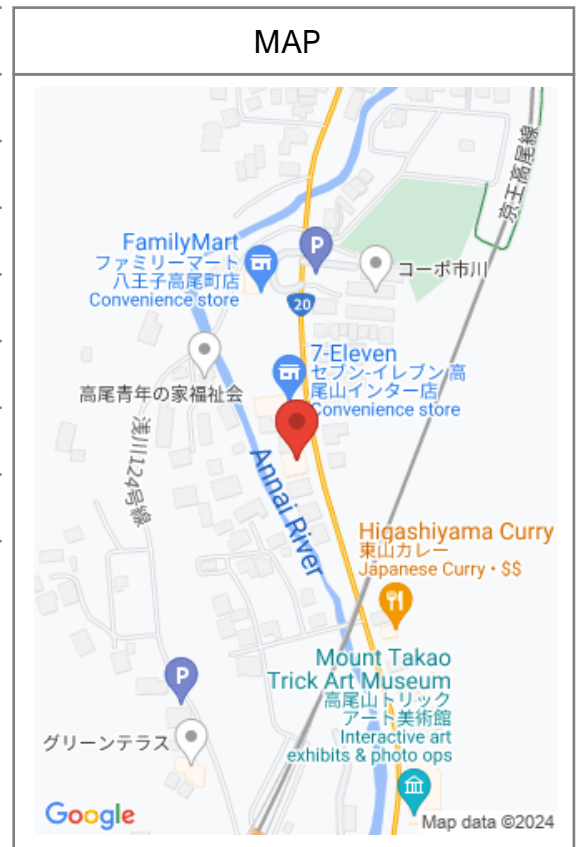 MAP
京王高尾線
FamilyMart
ファミリーマート
八王子高尾町店
Convenience store
P
コーポ市川
20
7-Eleven
セブン-イレブン 高
尾山インター店
Convenience store
高尾青年の家福祉会
浅川124号線
Annai River
Higashiyama Curry
東山カレー
Japanese Curry • $$
Mount Takao
Trick Art Museum
高尾山トリック
アート美術館
Interactive art
exhibits & photo ops
P
グリーンテラス
Google
Map data ©2024